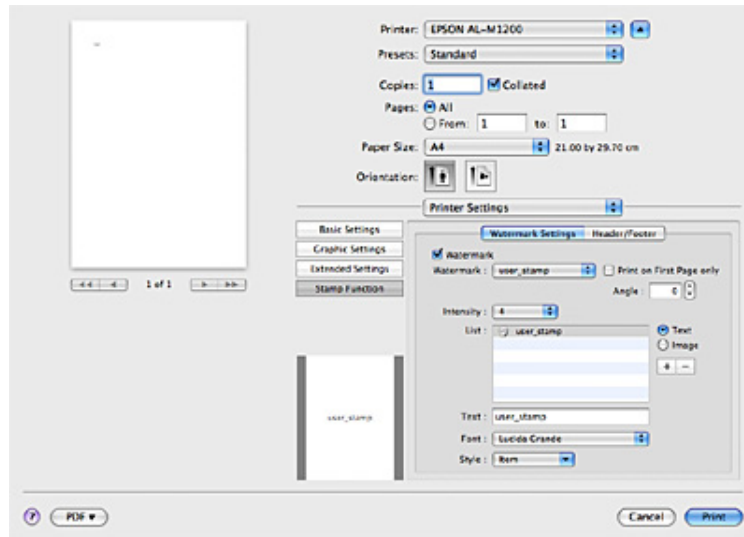 Printer: EPSON AL-M1200
Presets: Standard
Copies: 1 Collated
Pages: All
From: 1 to: 1
Paper Size: A4 21.00 by 29.70 cm
Orientation:
Printer Settings
Basic Settings
Graphic Settings
Extended Settings
Stamp Function
1 of 1
Watermark Settings Header/Footer
Watermark
Watermark : user_stamp Print on First Page only
Angle : 0
Intensity : 4
List : user_stamp Text
Image
+ −
user_stamp
Text : user_stamp
Font : Lucida Grande
Style :
? PDF Cancel Print